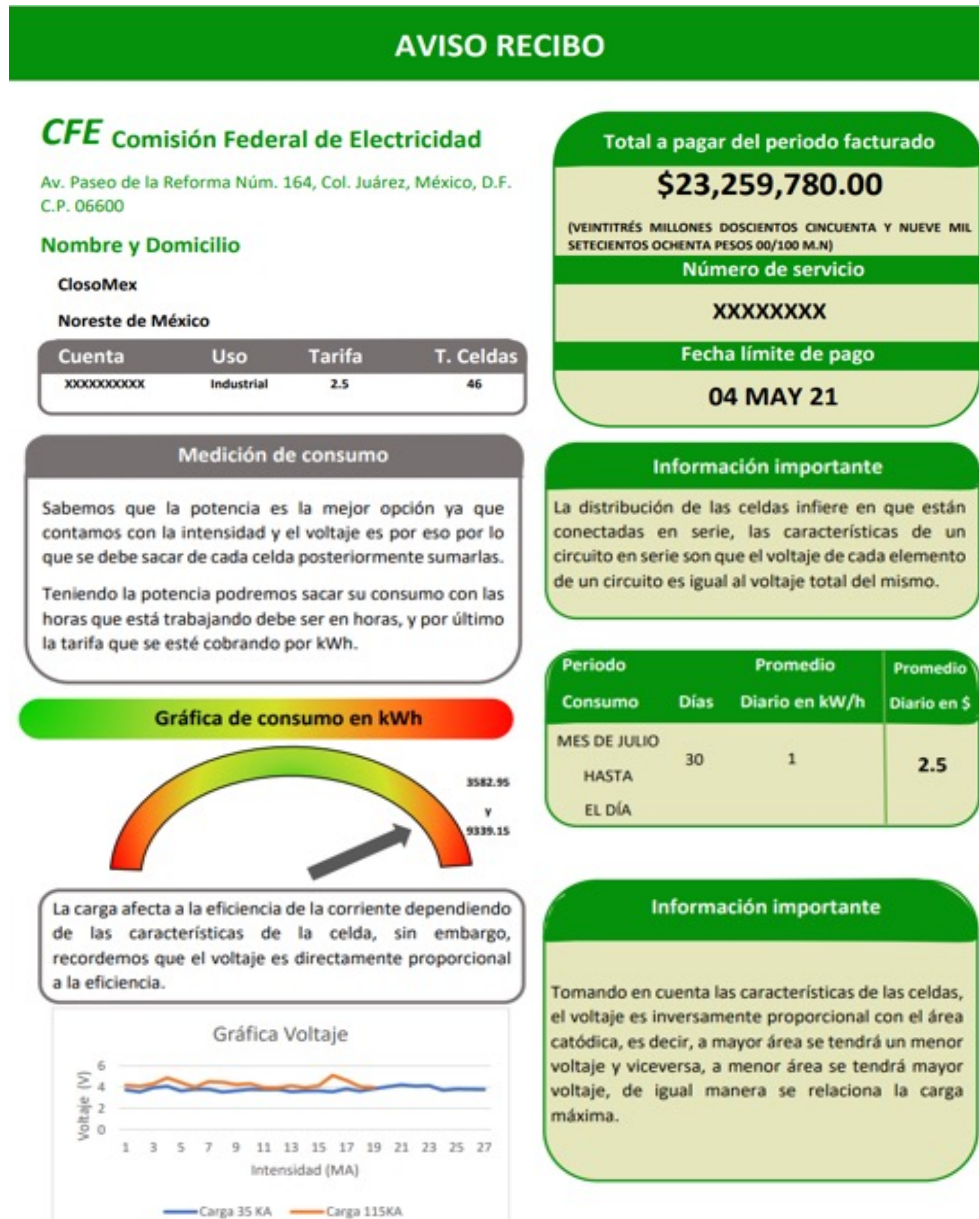 AVISO RECIBO
CFE Comisión Federal de Electricidad
Av. Paseo de la Reforma Núm. 164, Col. Juárez, México, D.F.
C.P. 06600
Nombre y Domicilio
ClosoMex
Noreste de México
Cuenta Uso Tarifa T. Celdas
XXXXXXXXXX Industrial 2.5 46
Total a pagar del periodo facturado
$23,259,780.00
(VEINTITRÉS MILLONES DOSCIENTOS CINCUENTA Y NUEVE MIL
SETECIENTOS OCHENTA PESOS 00/100 M.N)
Número de servicio
XXXXXXXX
Fecha límite de pago
04 MAY 21
Medición de consumo
Sabemos que la potencia es la mejor opción ya que
contamos con la intensidad y el voltaje es por eso por lo
que se debe sacar de cada celda posteriormente sumarlas.
Teniendo la potencia podremos sacar su consumo con las
horas que está trabajando debe ser en horas, y por último
la tarifa que se esté cobrando por kWh.
Información importante
La distribución de las celdas infiere en que están
conectadas en serie, las características de un
circuito en serie son que el voltaje de cada elemento
de un circuito es igual al voltaje total del mismo.
Gráfica de consumo en kWh
3582.95
y
9339.15
Periodo Promedio Promedio
Consumo Días Diario en kW/h Diario en $
MES DE JULIO
30 1 2.5
HASTA
EL DÍA
La carga afecta a la eficiencia de la corriente dependiendo
de las características de la celda, sin embargo,
recordemos que el voltaje es directamente proporcional
a la eficiencia.
Información importante
Tomando en cuenta las características de las celdas,
el voltaje es inversamente proporcional con el área
catódica, es decir, a mayor área se tendrá un menor
voltaje y viceversa, a menor área se tendrá mayor
voltaje, de igual manera se relaciona la carga
máxima.
Gráfica Voltaje
Voltaje (V)
6
4
2
0
1 3 5 7 9 11 13 15 17 19 21 23 25 27
Intensidad (MA)
Carga 35 KA Carga 115KA